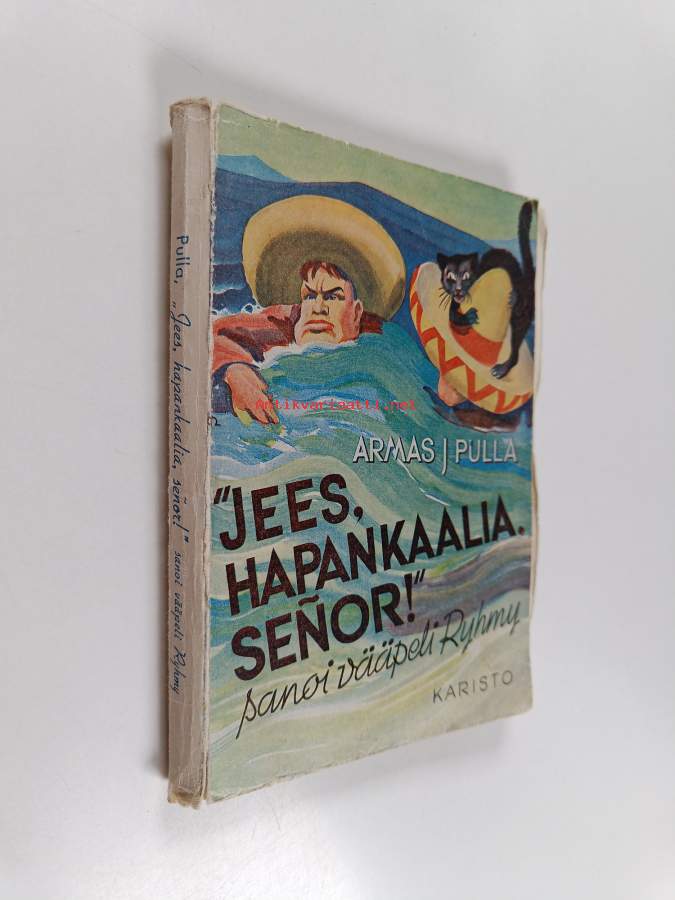 Pulla, „Jees, hapankaalia, señor!" sanoi vääpeli Ryhmy
Antikvariaatti.net
ARMAS J PULLA
"JEES,
HAPANKAALIA.
SEÑOR!"
sanoi vääpeli Ryhmy
KARISTO